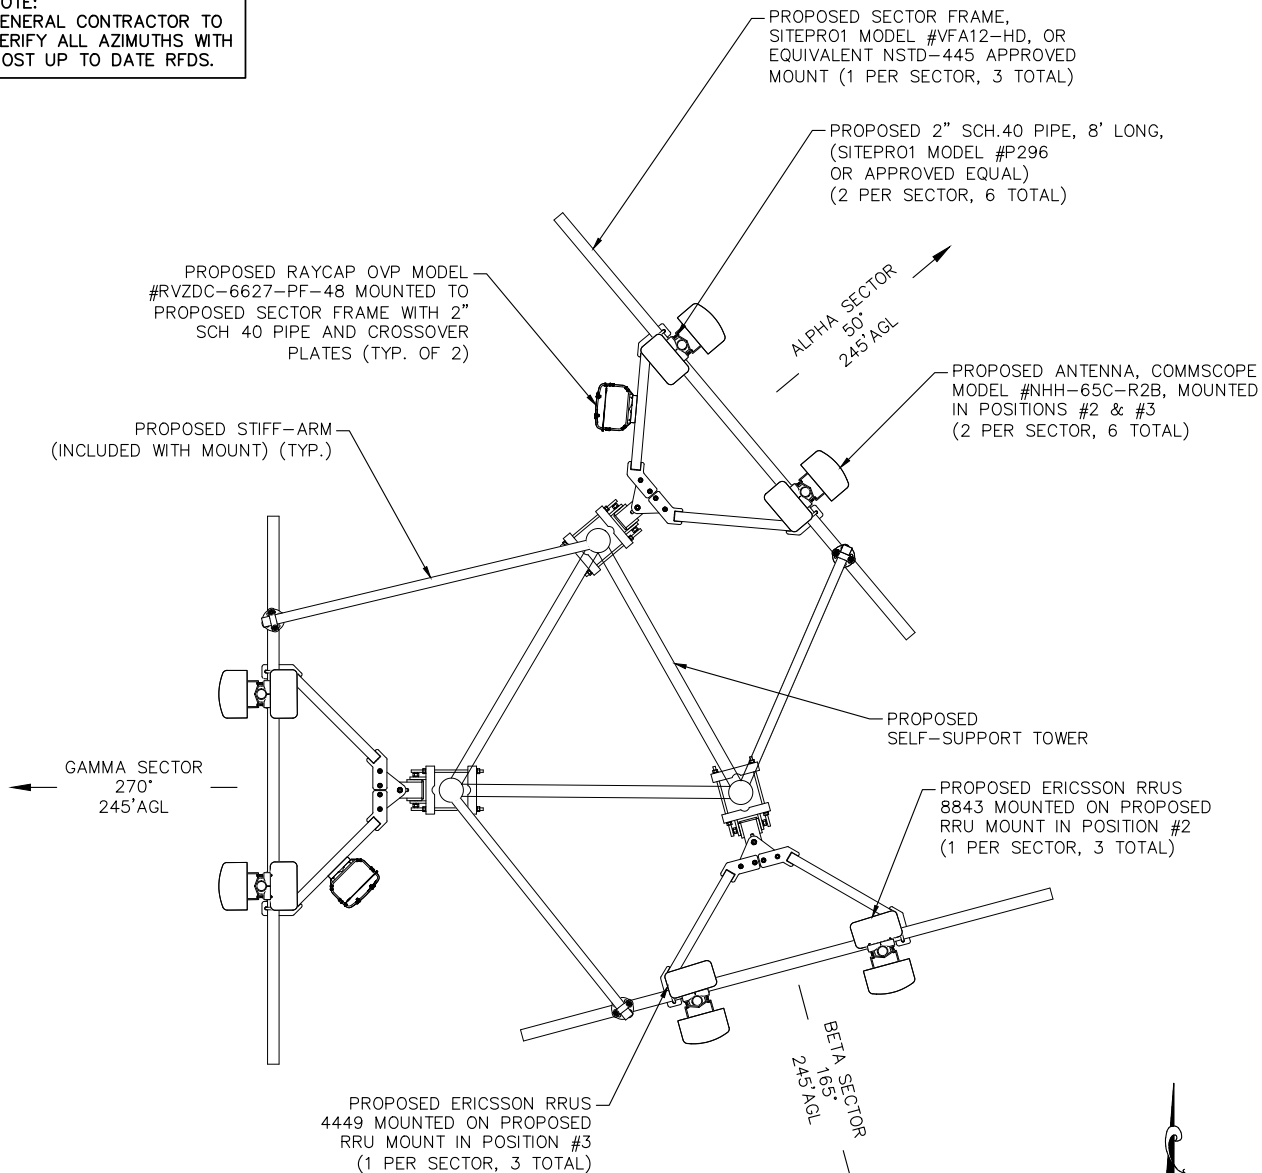 ENERAL CONTRACTOR TO
ERIFY ALL AZIMUTHS WITH
OST UP TO DATE RFDS.
PROPOSED SECTOR FRAME,
SITEPRO1 MODEL #VFA12-HD, OR
EQUIVALENT NSTD-445 APPROVED
MOUNT (1 PER SECTOR, 3 TOTAL)
PROPOSED 2" SCH.40 PIPE, 8' LONG,
(SITEPRO1 MODEL #P296
OR APPROVED EQUAL)
(2 PER SECTOR, 6 TOTAL)
PROPOSED RAYCAP OVP MODEL
#RVZDC-6627-PF-48 MOUNTED TO
PROPOSED SECTOR FRAME WITH 2"
SCH 40 PIPE AND CROSSOVER
PLATES (TYP. OF 2)
ALPHA SECTOR
50°
245'AGL
PROPOSED ANTENNA, COMMSCOPE
MODEL #NHH-65C-R2B, MOUNTED
IN POSITIONS #2 & #3
(2 PER SECTOR, 6 TOTAL)
PROPOSED STIFF-ARM
(INCLUDED WITH MOUNT) (TYP.)
PROPOSED
SELF-SUPPORT TOWER
GAMMA SECTOR
270°
245'AGL
PROPOSED ERICSSON RRUS
8843 MOUNTED ON PROPOSED
RRU MOUNT IN POSITION #2
(1 PER SECTOR, 3 TOTAL)
BETA SECTOR
165°
245'AGL
PROPOSED ERICSSON RRUS
4449 MOUNTED ON PROPOSED
RRU MOUNT IN POSITION #3
(1 PER SECTOR, 3 TOTAL)